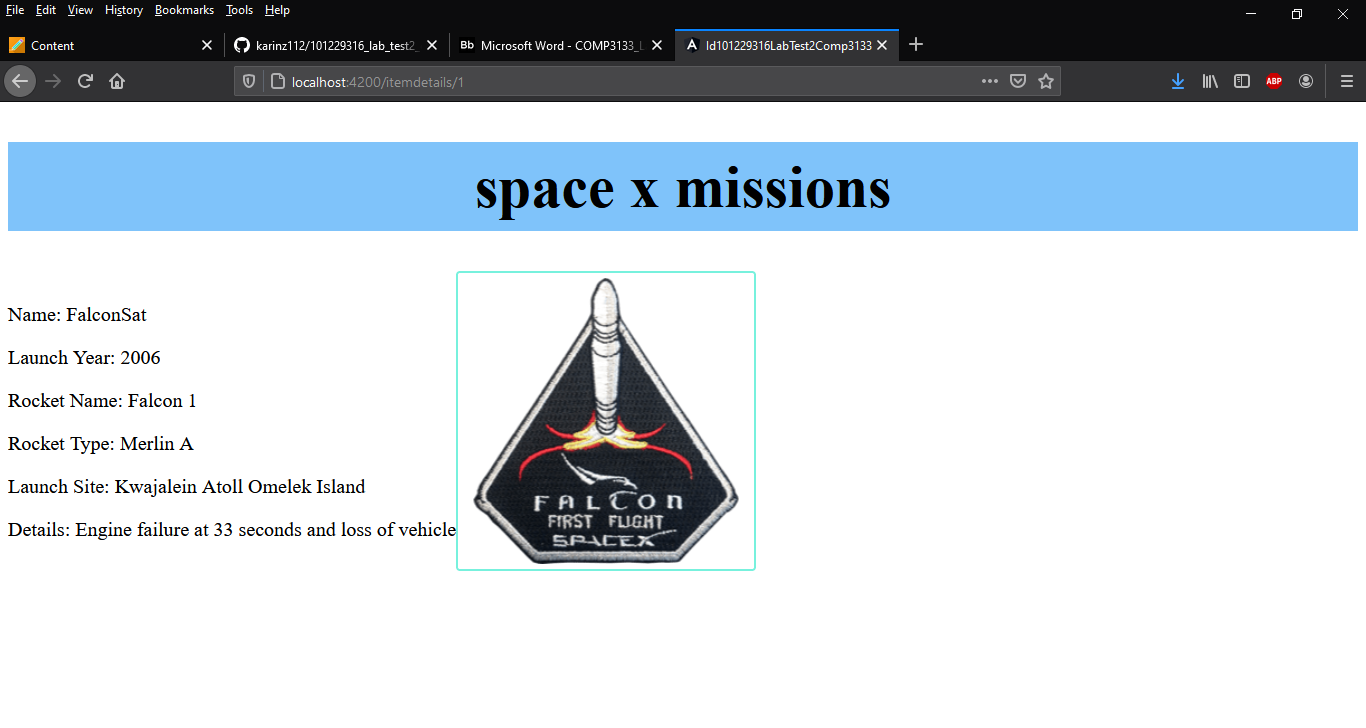 File Edit View History Bookmarks Tools Help
Content
karinz112/101229316_lab_test2_
Bb Microsoft Word - COMP3133_L
Id101229316LabTest2Comp3133
localhost:4200/itemdetails/1
ABP
space x missions
Name: FalconSat
Launch Year: 2006
Rocket Name: Falcon 1
Rocket Type: Merlin A
Launch Site: Kwajalein Atoll Omelek Island
Details: Engine failure at 33 seconds and loss of vehicle
FALCON
FIRST FLIGHT
SPACEX